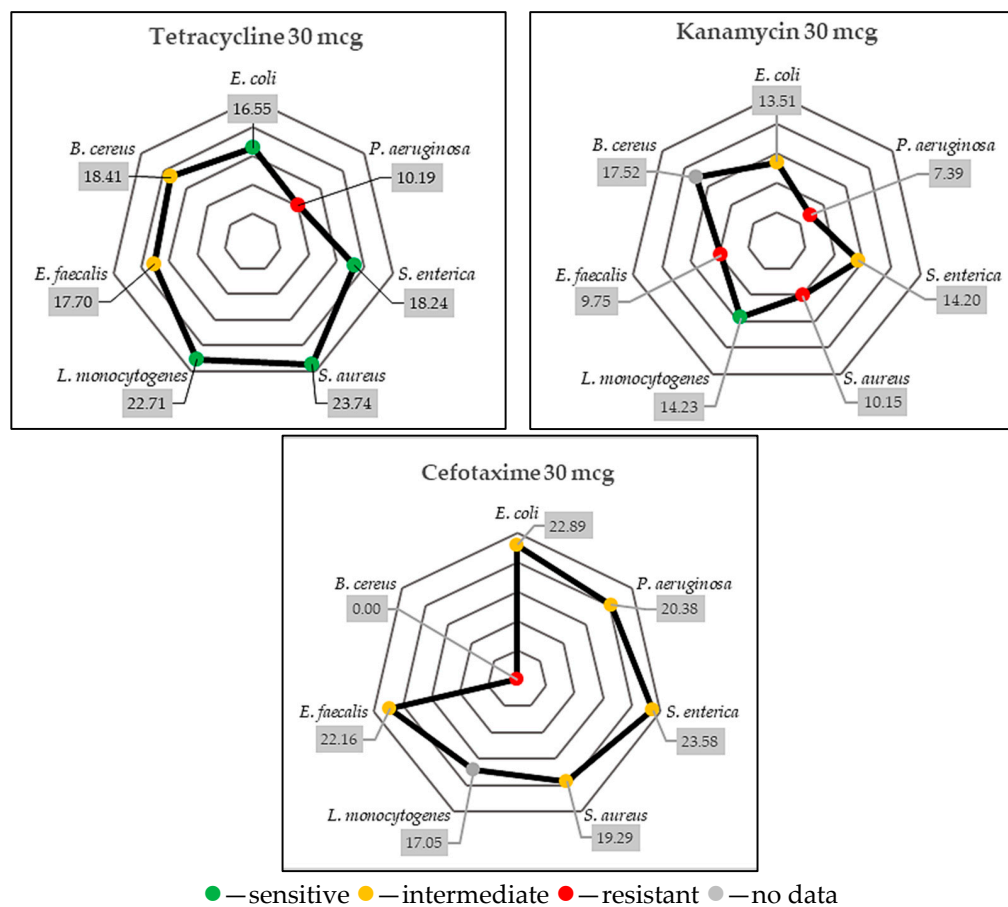 Tetracycline 30 mcg
E. coli
16.55
B. cereus
18.41
P. aeruginosa
10.19
E. faecalis
17.70
S. enterica
18.24
L. monocytogenes
22.71
S. aureus
23.74
Kanamycin 30 mcg
E. coli
13.51
B. cereus
17.52
P. aeruginosa
7.39
E. faecalis
9.75
S. enterica
14.20
L. monocytogenes
14.23
S. aureus
10.15
Cefotaxime 30 mcg
E. coli
22.89
B. cereus
0.00
P. aeruginosa
20.38
E. faecalis
22.16
S. enterica
23.58
L. monocytogenes
17.05
S. aureus
19.29
—sensitive —intermediate —resistant —no data